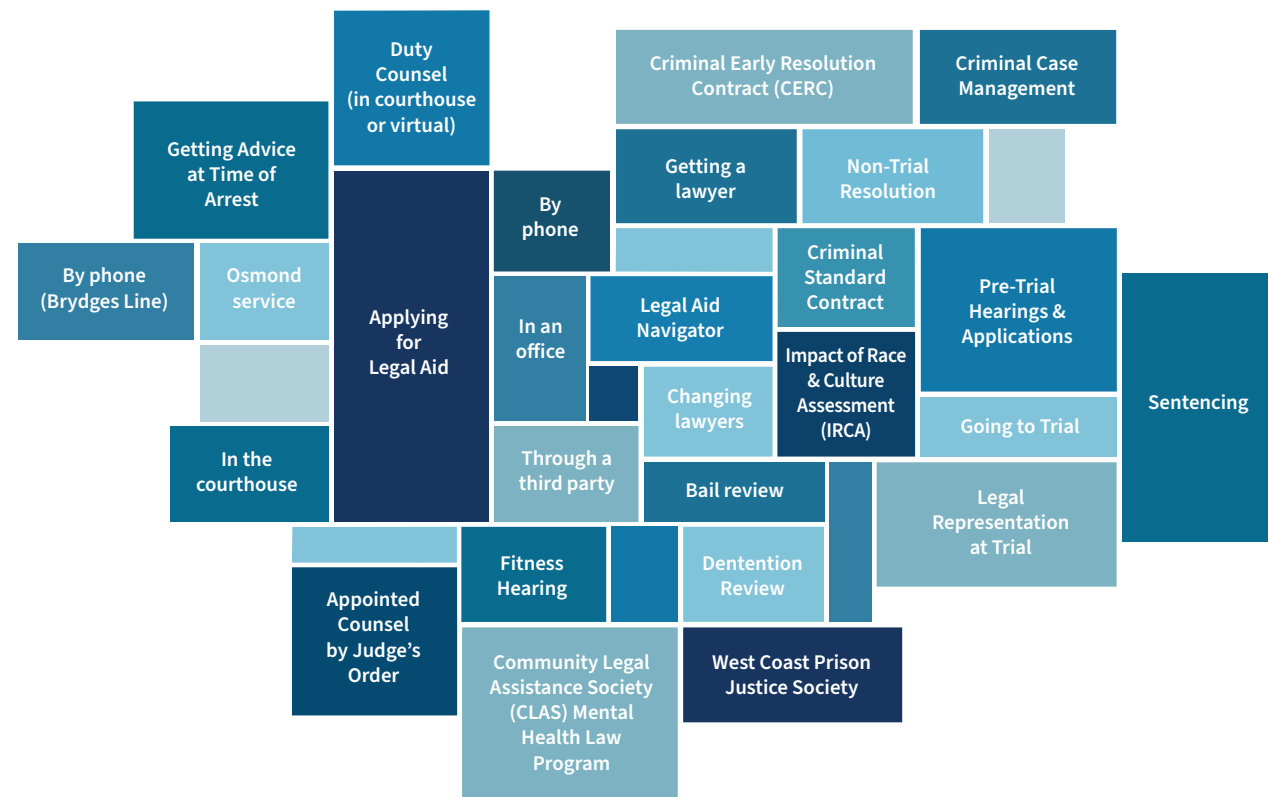 Duty
Counsel
(in courthouse
or virtual)
Criminal Early Resolution
Contract (CERC)
Criminal Case
Management
Getting Advice
at Time of
Arrest
Getting a
lawyer
Non-Trial
Resolution
By
phone
By phone
(Brydges Line)
Osmond
service
Applying
for
Legal Aid
In an
office
Legal Aid
Navigator
Criminal
Standard
Contract
Pre-Trial
Hearings &
Applications
Impact of Race
& Culture
Assessment
(IRCA)
Changing
lawyers
Going to Trial
Sentencing
In the
courthouse
Through a
third party
Bail review
Legal
Representation
at Trial
Appointed
Counsel
by Judge’s
Order
Fitness
Hearing
Dentention
Review
Community Legal
Assistance Society
(CLAS) Mental
Health Law
Program
West Coast Prison
Justice Society